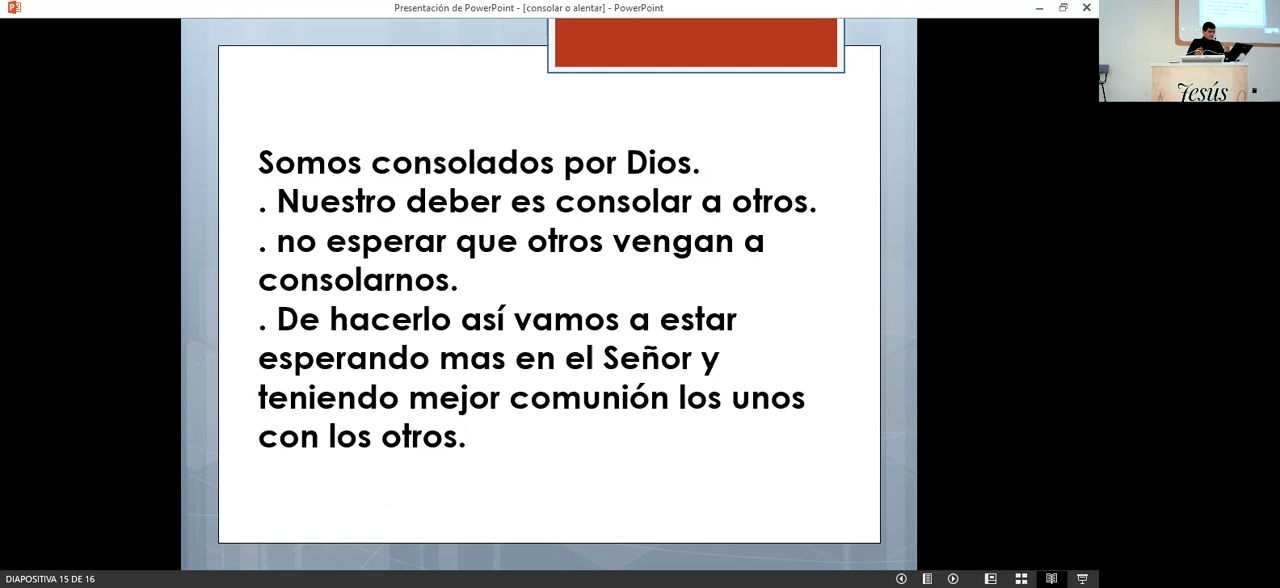 Presentación de PowerPoint - [consolar o alentar] - PowerPoint
Somos consolados por Dios.
. Nuestro deber es consolar a otros.
. no esperar que otros vengan a
consolarnos.
. De hacerlo así vamos a estar
esperando mas en el Señor y
teniendo mejor comunión los unos
con los otros.
Jesús
DIAPOSITIVA 15 DE 16